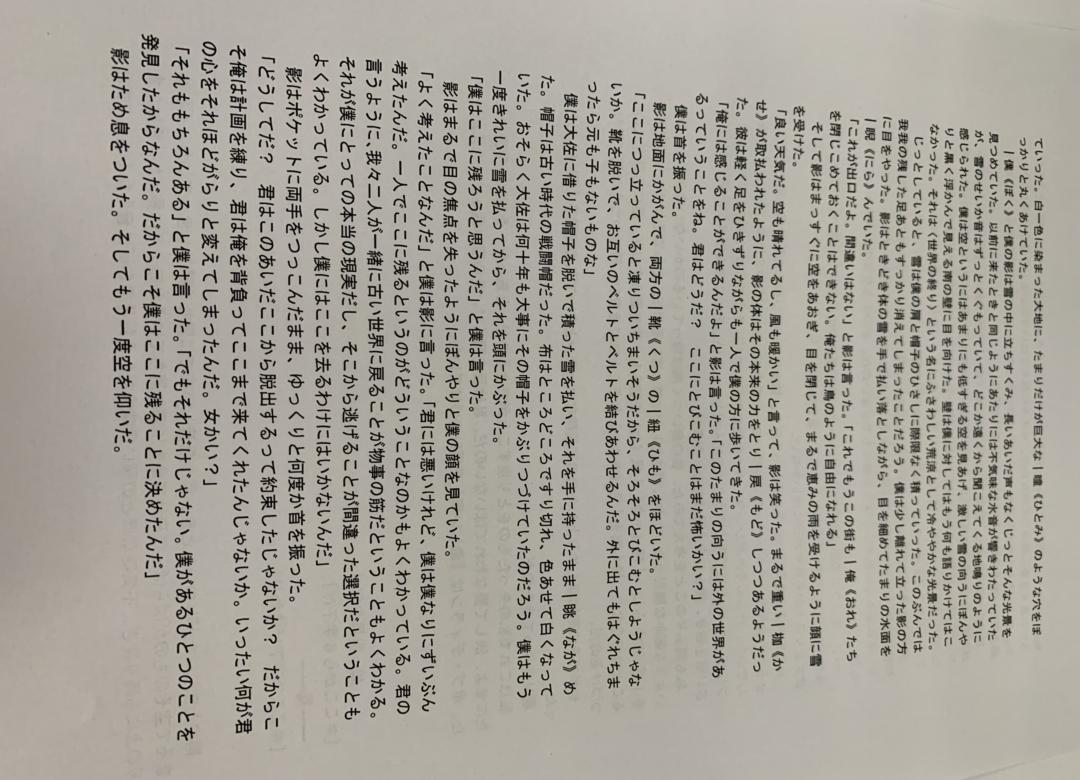 ていった。白一色に染まった大地に、たまりだけが巨大な|瞳《ひとみ》のような穴をぽ
っかりと丸くあけていた。
|僕《ぼく》と僕の影は雪の中に立ちすくみ、長いあいだ声もなくじっとそんな光景を
見つめていた。以前に来たときと同じようにあたりには不気味な水音が響きわたっていた
が、雪のせいか音はずっとくぐもっていて、どこか遠くから聞こえてくる地鳴りのように
感じられた。僕は空というにはあまりにも低すぎる空を見あげ、激しい雪の向うにぼんや
りと黒く浮かんで見える南の壁に目を向けた。壁は僕に対してはもう何も語りかけてはこ
なかった。それは〈世界の終り〉という名にふさわしい荒涼として冷ややかな光景だった。
じっとしていると、雪は僕の肩と帽子のひさしに際限なく積っていった。このぶんでは
我我の残した足あともすっかり消えてしまったことだろう。僕は少し離れて立った影の方
に目をやった。影はときどき体の雪を手で払い落としながら、目を細めてたまりの水面を
|睨《にら》んでいた。
「これが出口だよ。間違いはない」と影は言った。「これでもうこの街も|俺《おれ》たち
を閉じこめておくことはできない。俺たちは鳥のように自由になれる」
そして影はまっすぐに空をあおぎ、目を閉じて、まるで恵みの雨を受けるように顔に雪
を受けた。
「良い天気だ。空も晴れてるし、風も暖かい」と言って、影は笑った。まるで重い|枷《か
せ》が取払われたように、影の体はその本来の力をとり|戻《もど》しつつあるようだっ
た。彼は軽く足をひきずりながらも一人で僕の方に歩いてきた。
「俺には感じることができるんだよ」と影は言った。「このたまりの向うには外の世界があ
るっていうことをね。君はどうだ？　ここにとびこむことはまだ怖いかい？」
僕は首を振った。
影は地面にかがんで、両方の|靴《くつ》の|紐《ひも》をほどいた。
「ここにつっ立っていると凍りついちまいそうだから、そろそろとびこむとしようじゃな
いか。靴を脱いで、お互いのベルトとベルトを結びあわせるんだ。外に出てもはぐれちま
ったら元も子もないものな」
僕は大佐に借りた帽子を脱いで積った雪を払い、それを手に持ったまま|眺《なが》め
た。帽子は古い時代の戦闘帽だった。布はところどころですり切れ、色あせて白くなって
いた。おそらく大佐は何十年も大事にその帽子をかぶりつづけていたのだろう。僕はもう
一度きれいに雪を払ってから、それを頭にかぶった。
「僕はここに残ろうと思うんだ」と僕は言った。
影はまるで目の焦点を失ったようにぼんやりと僕の顔を見ていた。
「よく考えたことなんだ」と僕は影に言った。「君には悪いけれど、僕は僕なりにずいぶん
考えたんだ。一人でここに残るというのがどういうことなのかもよくわかっている。君の
言うように、我々二人が一緒に古い世界に戻ることが物事の筋だということもよくわかる。
それが僕にとっての本当の現実だし、そこから逃げることが間違った選択だということも
よくわかっている。しかし僕にはここを去るわけにはいかないんだ」
影はポケットに両手をつっこんだまま、ゆっくりと何度か首を振った。
「どうしてだ？　君はこのあいだここから脱出するって約束したじゃないか？　だからこ
そ俺は計画を練り、君は俺を背負ってここまで来てくれたんじゃないか。いったい何が君
の心をそれほどがらりと変えてしまったんだ。女かい？」
「それももちろんある」と僕は言った。「でもそれだけじゃない。僕があるひとつのことを
発見したからなんだ。だからこそ僕はここに残ることに決めたんだ」
影はため息をついた。そしてもう一度空を仰いだ。